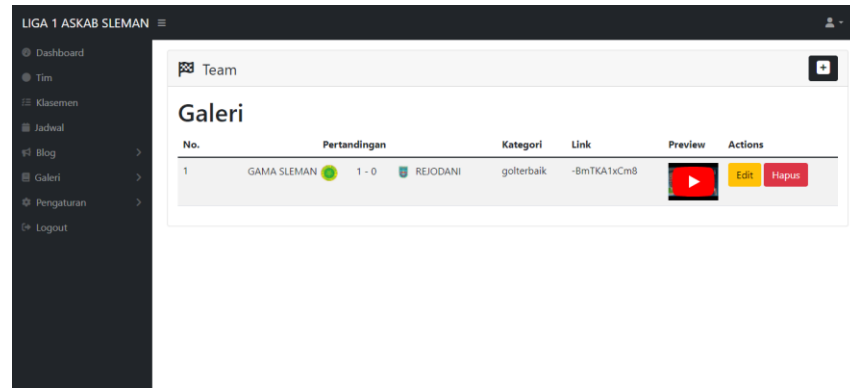 LIGA 1 ASKAB SLEMAN
Dashboard
Tim
Klasemen
Jadwal
Blog
Galeri
Pengaturan
Logout
Team
Galeri
No. Pertandingan Kategori Link Preview Actions
1 GAMA SLEMAN 1 - 0 REJODANI golterbaik -BmTKA1xCm8 Edit Hapus